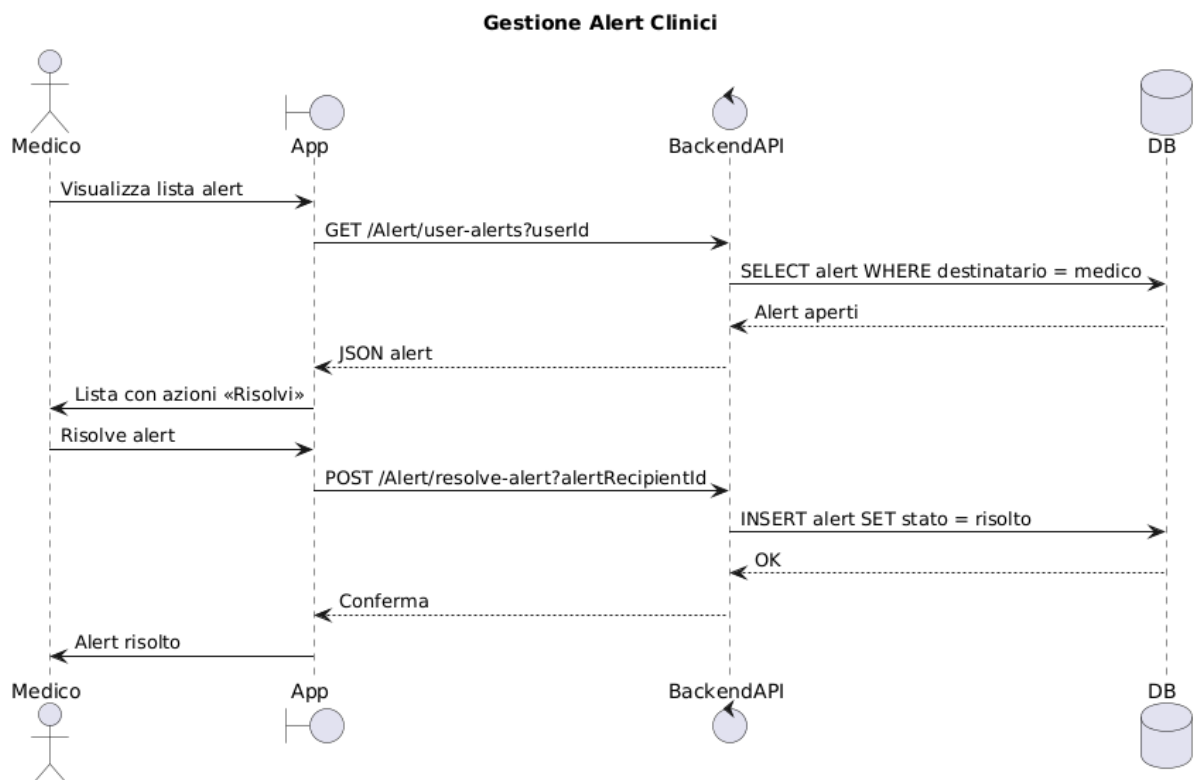 Gestione Alert Clinici
Medico
App
BackendAPI
DB
Visualizza lista alert
GET /Alert/user-alerts?userId
SELECT alert WHERE destinatario = medico
Alert aperti
JSON alert
Lista con azioni «Risolvi»
Risolve alert
POST /Alert/resolve-alert?alertRecipientId
INSERT alert SET stato = risolto
OK
Conferma
Alert risolto
Medico
App
BackendAPI
DB